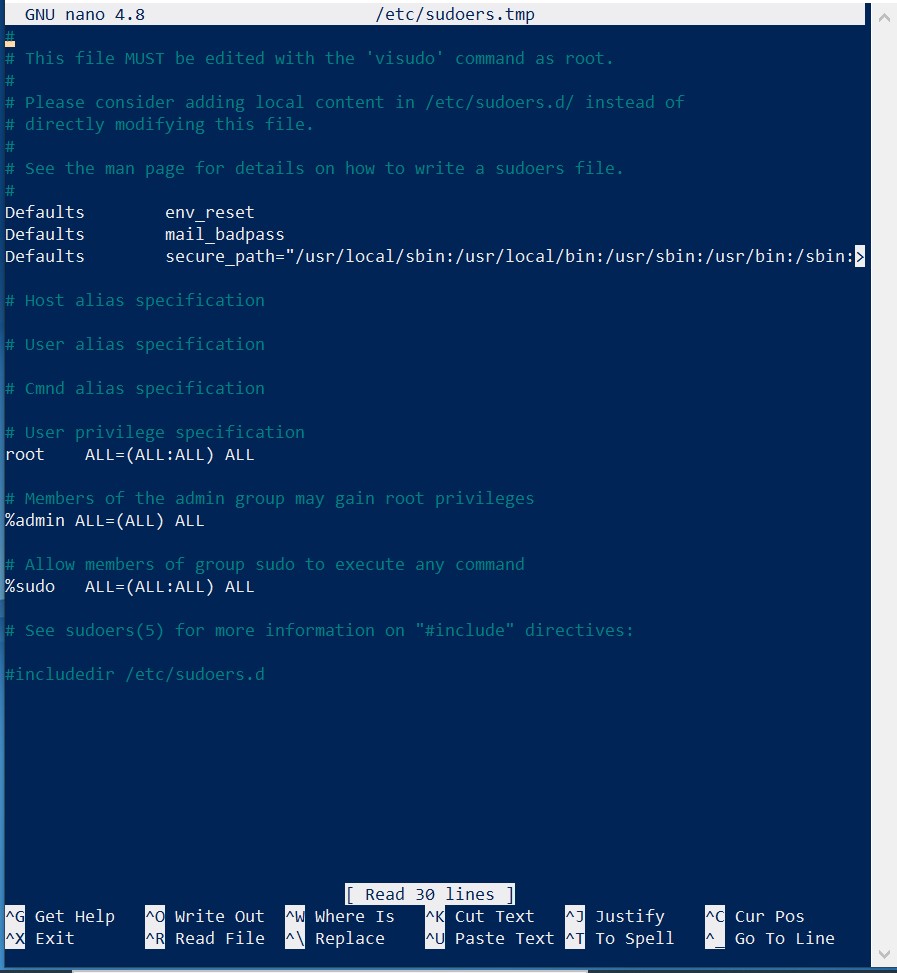 GNU nano 4.8 /etc/sudoers.tmp
#
# This file MUST be edited with the 'visudo' command as root.
#
# Please consider adding local content in /etc/sudoers.d/ instead of
# directly modifying this file.
#
# See the man page for details on how to write a sudoers file.
#
Defaults        env_reset
Defaults        mail_badpass
Defaults        secure_path="/usr/local/sbin:/usr/local/bin:/usr/sbin:/usr/bin:/sbin:>
# Host alias specification
# User alias specification
# Cmnd alias specification
# User privilege specification
root    ALL=(ALL:ALL) ALL
# Members of the admin group may gain root privileges
%admin ALL=(ALL) ALL
# Allow members of group sudo to execute any command
%sudo   ALL=(ALL:ALL) ALL
# See sudoers(5) for more information on "#include" directives:
#includedir /etc/sudoers.d
[ Read 30 lines ]
^G Get Help   ^O Write Out  ^W Where Is   ^K Cut Text   ^J Justify    ^C Cur Pos
^X Exit       ^R Read File  ^\ Replace    ^U Paste Text ^T To Spell   ^_ Go To Line